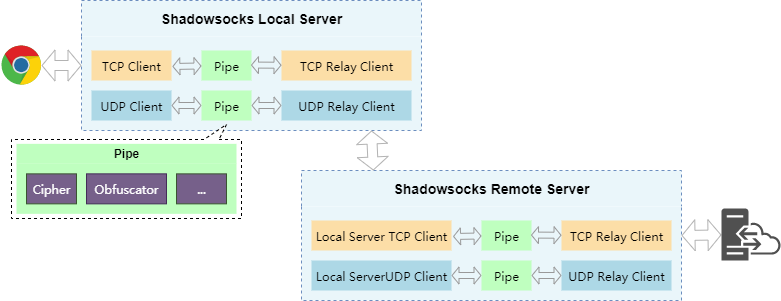 Shadowsocks Local Server
TCP Client Pipe TCP Relay Client
UDP Client Pipe UDP Relay Client
Pipe
Cipher Obfuscator ...
Shadowsocks Remote Server
Local Server TCP Client Pipe TCP Relay Client
Local ServerUDP Client Pipe UDP Relay Client